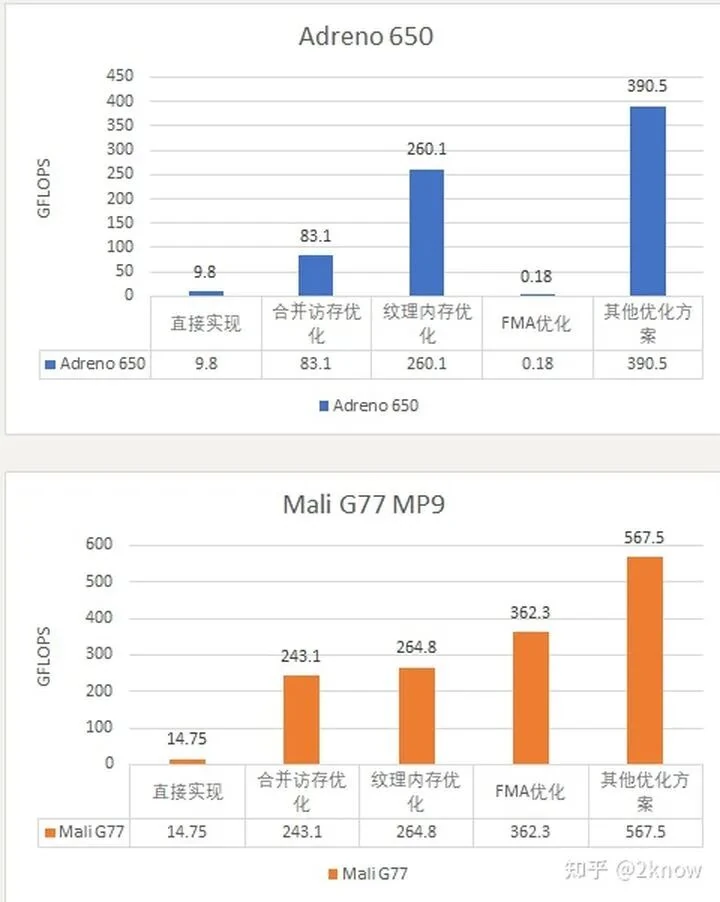 Adreno 650
450
400
350
300
250
200
150
100
50
0
GFLOPS
9.8
83.1
260.1
0.18
390.5
直接实现
合并访存优
化
纹理内存优
化
FMA优化
其他优化方
案
Adreno 650 9.8 83.1 260.1 0.18 390.5
Adreno 650
Mali G77 MP9
600
500
400
300
200
100
0
GFLOPS
14.75
243.1
264.8
362.3
567.5
直接实现
合并访存优
化
纹理内存优
化
FMA优化
其他优化方
案
Mali G77 14.75 243.1 264.8 362.3 567.5
Mali G77
知乎 @2know